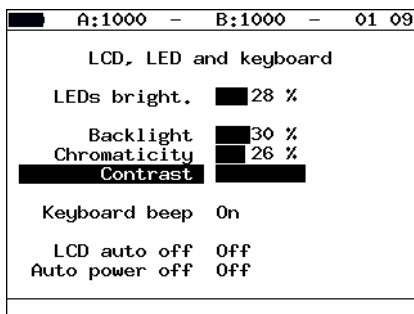 A:1000 – B:1000 – 01 09
LCD, LED and keyboard
LEDs bright. 28 %
Backlight 30 %
Chromaticity 26 %
Contrast
Keyboard beep On
LCD auto off Off
Auto power off Off